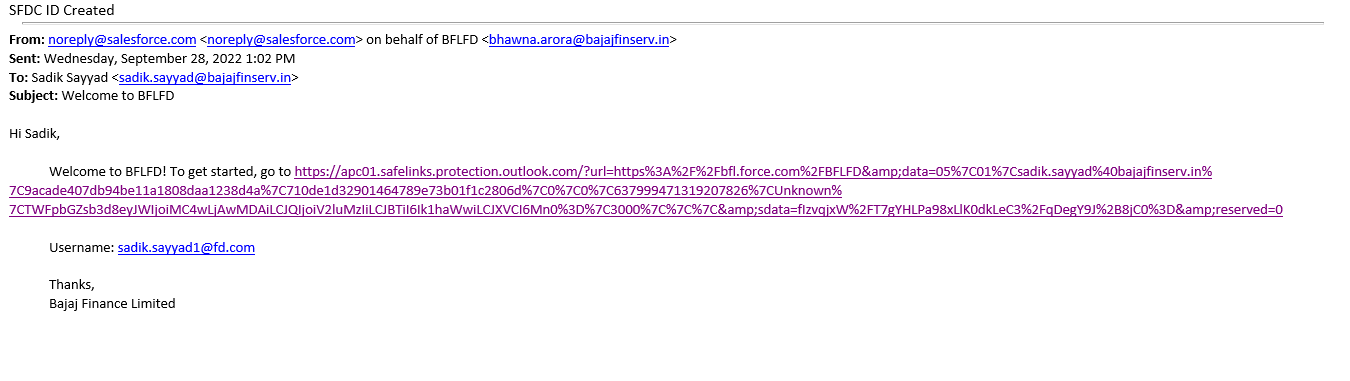 SFDC ID Created
From: noreply@salesforce.com <noreply@salesforce.com> on behalf of BFLFD <bhawna.arora@bajajfinserv.in>
Sent: Wednesday, September 28, 2022 1:02 PM
To: Sadik Sayyad <sadik.sayyad@bajajfinserv.in>
Subject: Welcome to BFLFD
Hi Sadik,
Welcome to BFLFD! To get started, go to https://apc01.safelinks.protection.outlook.com/?url=https%3A%2F%2Fbfl.force.com%2FBFLFD&amp;data=05%7C01%7Csadik.sayyad%40bajajfinserv.in%
7C9acade407db94be11a1808daa1238d4a%7C710de1d32901464789e73b01f1c2806d%7C0%7C0%7C637999471319207826%7CUnknown%
7CTWFpbGZsb3d8eyJWIjoiMC4wLjAwMDAiLCJQIjoiV2luMzIiLCJBTiI6Ik1haWwiLCJXVCI6Mn0%3D%7C3000%7C%7C%7C&amp;sdata=fIzvqjxW%2FT7gYHLPa98xLlK0dkLeC3%2FqDegY9J%2B8jC0%3D&amp;reserved=0
Username: sadik.sayyad1@fd.com
Thanks,
Bajaj Finance Limited